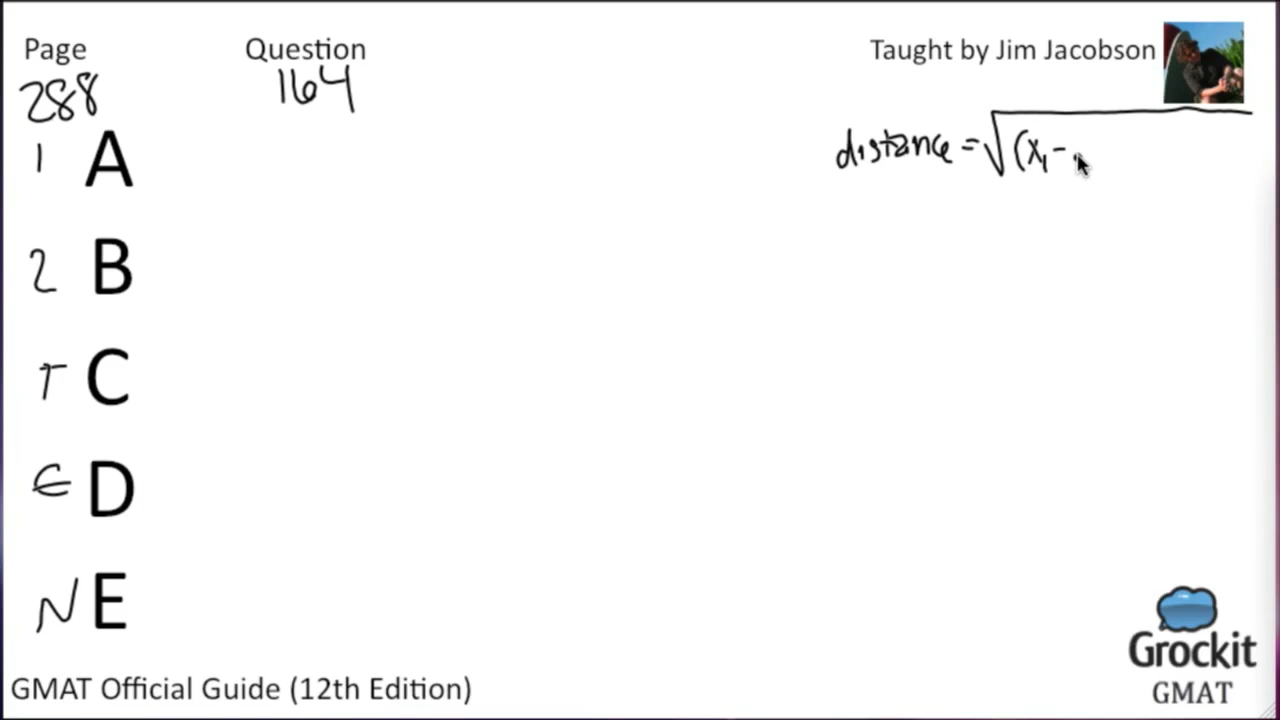 Page Question Taught by Jim Jacobson
288 164
distance = √(x₁ -
1 A
2 B
T C
E D
N E
Grockit
GMAT
GMAT Official Guide (12th Edition)